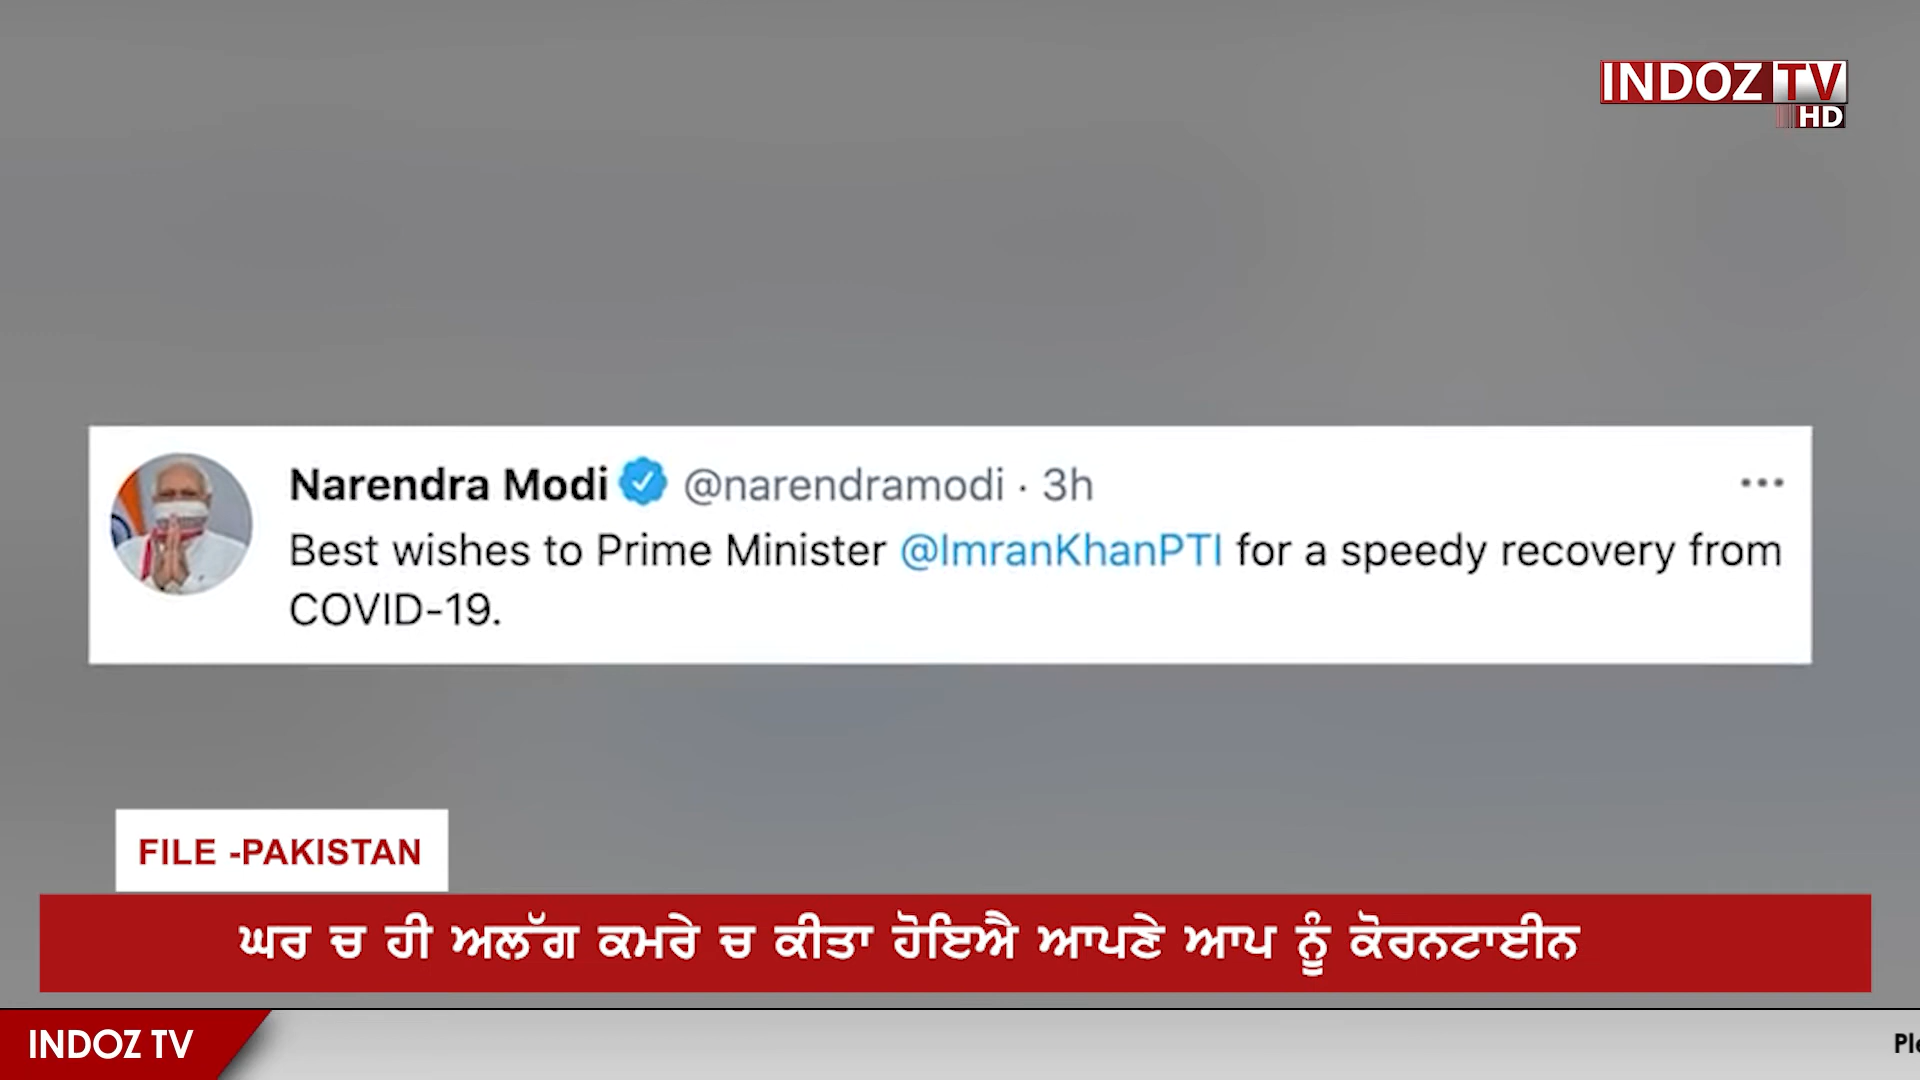 INDOZ TV
HD
Narendra Modi @narendramodi · 3h
Best wishes to Prime Minister @ImranKhanPTI for a speedy recovery from
COVID-19.
FILE -PAKISTAN
ਘਰ ਚ ਹੀ ਅਲੱਗ ਕਮਰੇ ਚ ਕੀਤਾ ਹੋਇਐ ਆਪਣੇ ਆਪ ਨੂੰ ਕੋਰਨਟਾਈਨ
INDOZ TV